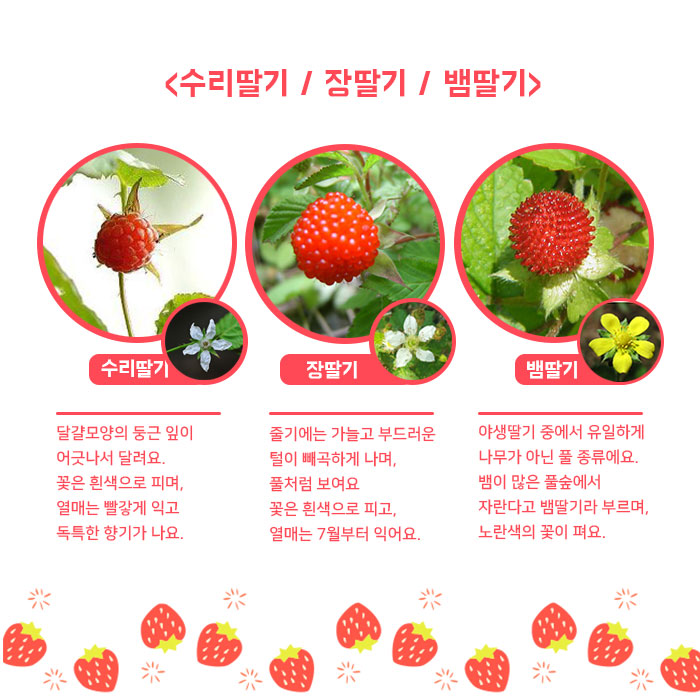 <수리딸기 / 장딸기 / 뱀딸기>
수리딸기
장딸기
뱀딸기
달걀모양의 둥근 잎이
어긋나서 달려요.
꽃은 흰색으로 피며,
열매는 빨갛게 익고
독특한 향기가 나요.
줄기에는 가늘고 부드러운
털이 빼곡하게 나며,
풀처럼 보여요
꽃은 흰색으로 피고,
열매는 7월부터 익어요.
야생딸기 중에서 유일하게
나무가 아닌 풀 종류에요.
뱀이 많은 풀숲에서
자란다고 뱀딸기라 부르며,
노란색의 꽃이 펴요.